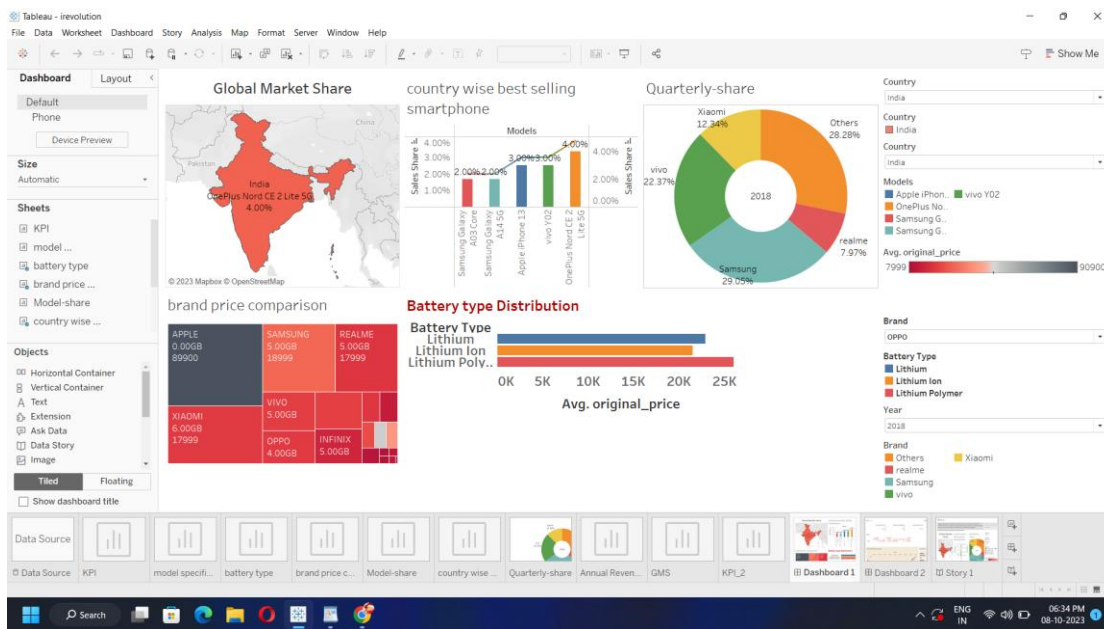 Tableau - irevolution
File Data Worksheet Dashboard Story Analysis Map Format Server Window Help
Show Me
Dashboard Layout
Default
Phone
Device Preview
Size
Automatic
Sheets
KPI
model ...
battery type
brand price ...
Model-share
country wise ...
Objects
Horizontal Container
Vertical Container
Text
Extension
Ask Data
Data Story
Image
Tiled Floating
Show dashboard title
Global Market Share
China
Pakistan
India
OnePlus Nord CE 2 Lite 5G
4.00%
© 2023 Mapbox © OpenStreetMap
country wise best selling
smartphone
Models
Sales Share
4.00%
3.00%
2.00%
1.00%
2.00% 2.00% 3.00% 3.00% 4.00%
4.00%
2.00%
0.00%
Sales Share
Samsung Galaxy
A03 Core
Samsung Galaxy
A14 5G
Apple iPhone 13
vivo Y02
OnePlus Nord CE 2
Lite 5G
Quarterly-share
Xiaomi
12.34%
Others
28.28%
vivo
22.37%
2018
realme
7.97%
Samsung
29.05%
Country
India
Country
India
Country
India
Models
Apple iPhon.. vivo Y02
OnePlus No..
Samsung G..
Samsung G..
Avg. original_price
7999 90900
brand price comparison
APPLE
0.00GB
89900
SAMSUNG
5.00GB
18999
REALME
5.00GB
17999
XIAOMI
6.00GB
17999
VIVO
5.00GB
OPPO
4.00GB
INFINIX
5.00GB
Battery type Distribution
Battery Type
Lithium
Lithium Ion
Lithium Poly..
0K 5K 10K 15K 20K 25K
Avg. original_price
Brand
OPPO
Battery Type
Lithium
Lithium Ion
Lithium Polymer
Year
2018
Brand
Others Xiaomi
realme
Samsung
vivo
Data Source
Data Source KPI model specifi... battery type brand price c... Model-share country wise ... Quarterly-share Annual Reven... GMS KPI_2 Dashboard 1 Dashboard 2 Story 1
Search
ENG
IN
06:34 PM
08-10-2023
1